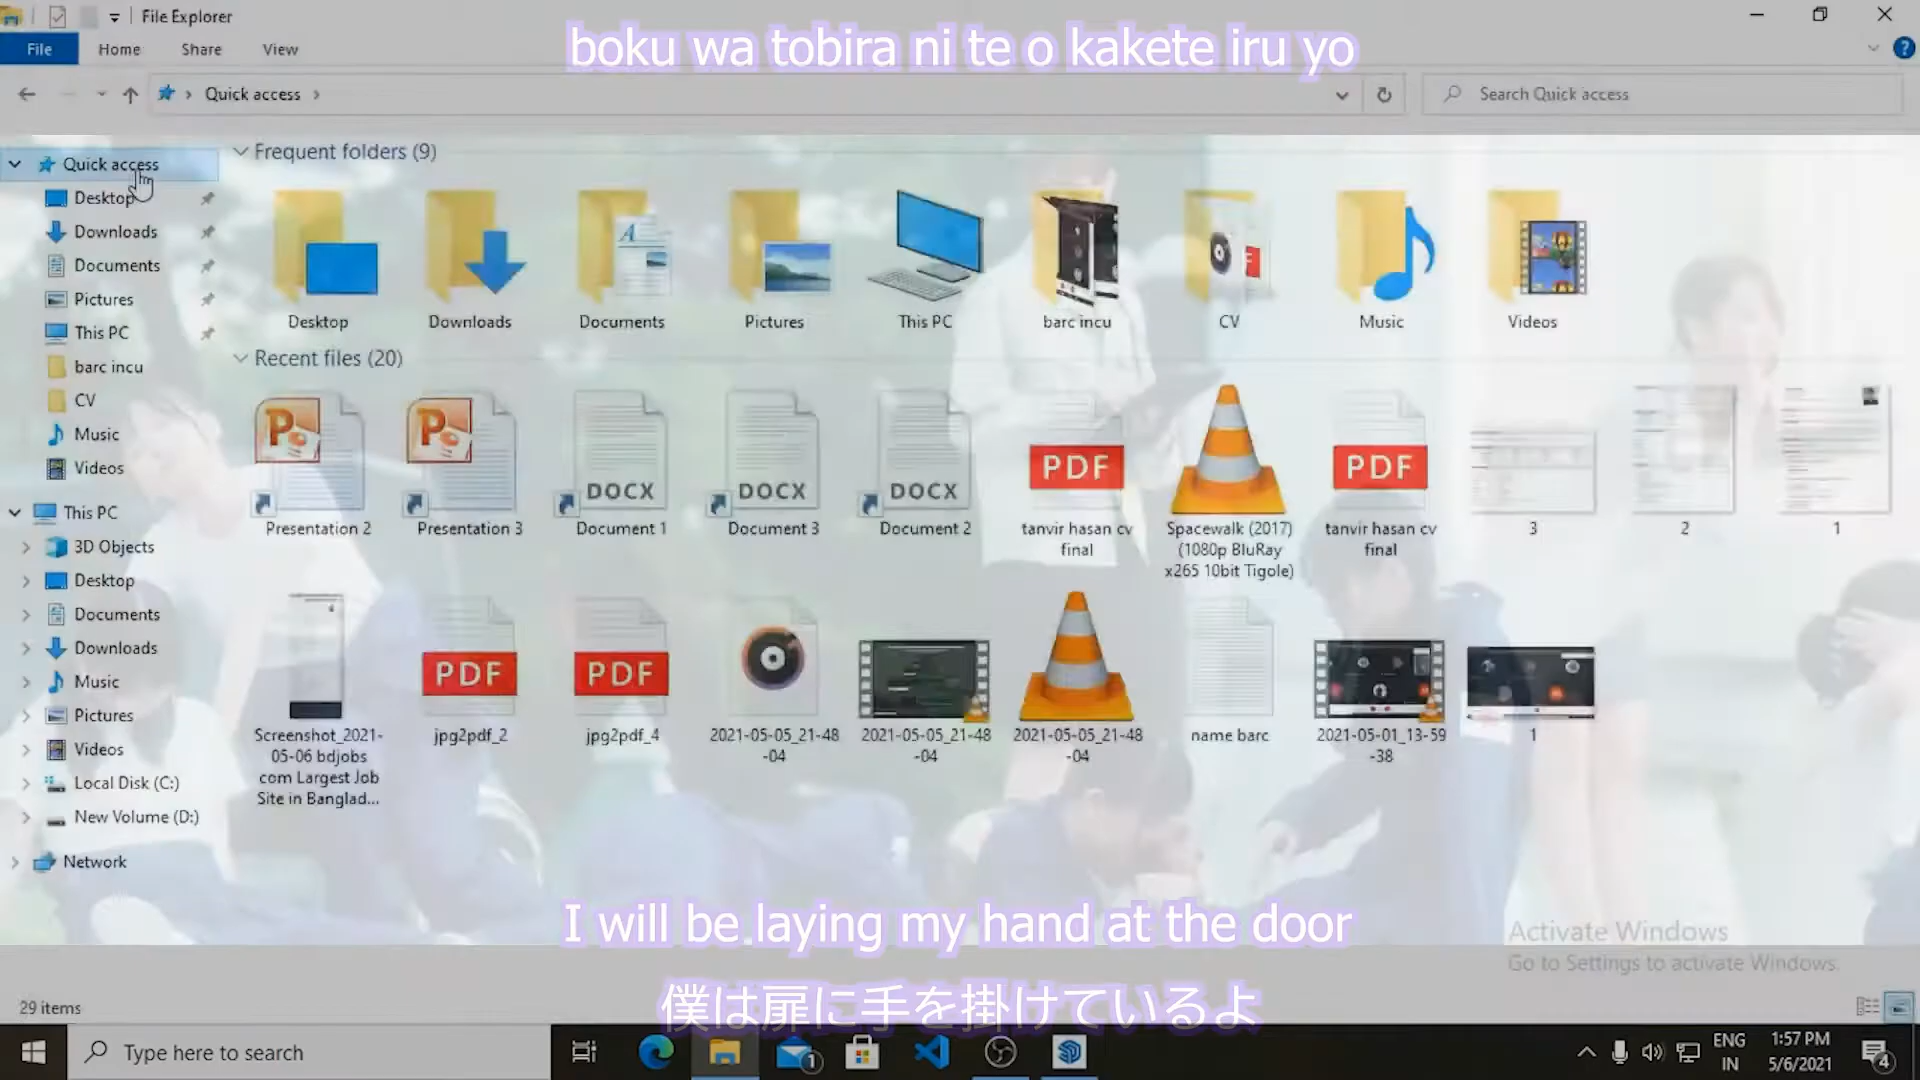 File Explorer
boku wa tobira ni te o kakete iru yo
File Home Share View
Quick access
Search Quick access
Quick access
Desktop
Downloads
Documents
Pictures
This PC
barc incu
CV
Music
Videos
This PC
3D Objects
Desktop
Documents
Downloads
Music
Pictures
Videos
Local Disk (C:)
New Volume (D:)
Network
Frequent folders (9)
Desktop
Downloads
Documents
Pictures
This PC
barc incu
CV
Music
Videos
Recent files (20)
Presentation 2
Presentation 3
DOCX
Document 1
DOCX
Document 3
DOCX
Document 2
PDF
tanvir hasan cv
final
Spacewalk (2017)
(1080p BluRay
x265 10bit Tigole)
PDF
tanvir hasan cv
final
3
2
1
Screenshot_2021-
05-06 bdjobs
com Largest Job
Site in Banglad...
PDF
jpg2pdf_2
PDF
jpg2pdf_4
2021-05-05_21-48
-04
2021-05-05_21-48
-04
2021-05-05_21-48
-04
name barc
2021-05-01_13-59
-38
1
I will be laying my hand at the door
僕は扉に手を掛けているよ
Activate Windows
Go to Settings to activate Windows.
29 items
Type here to search
1
ENG
IN
1:57 PM
5/6/2021
4